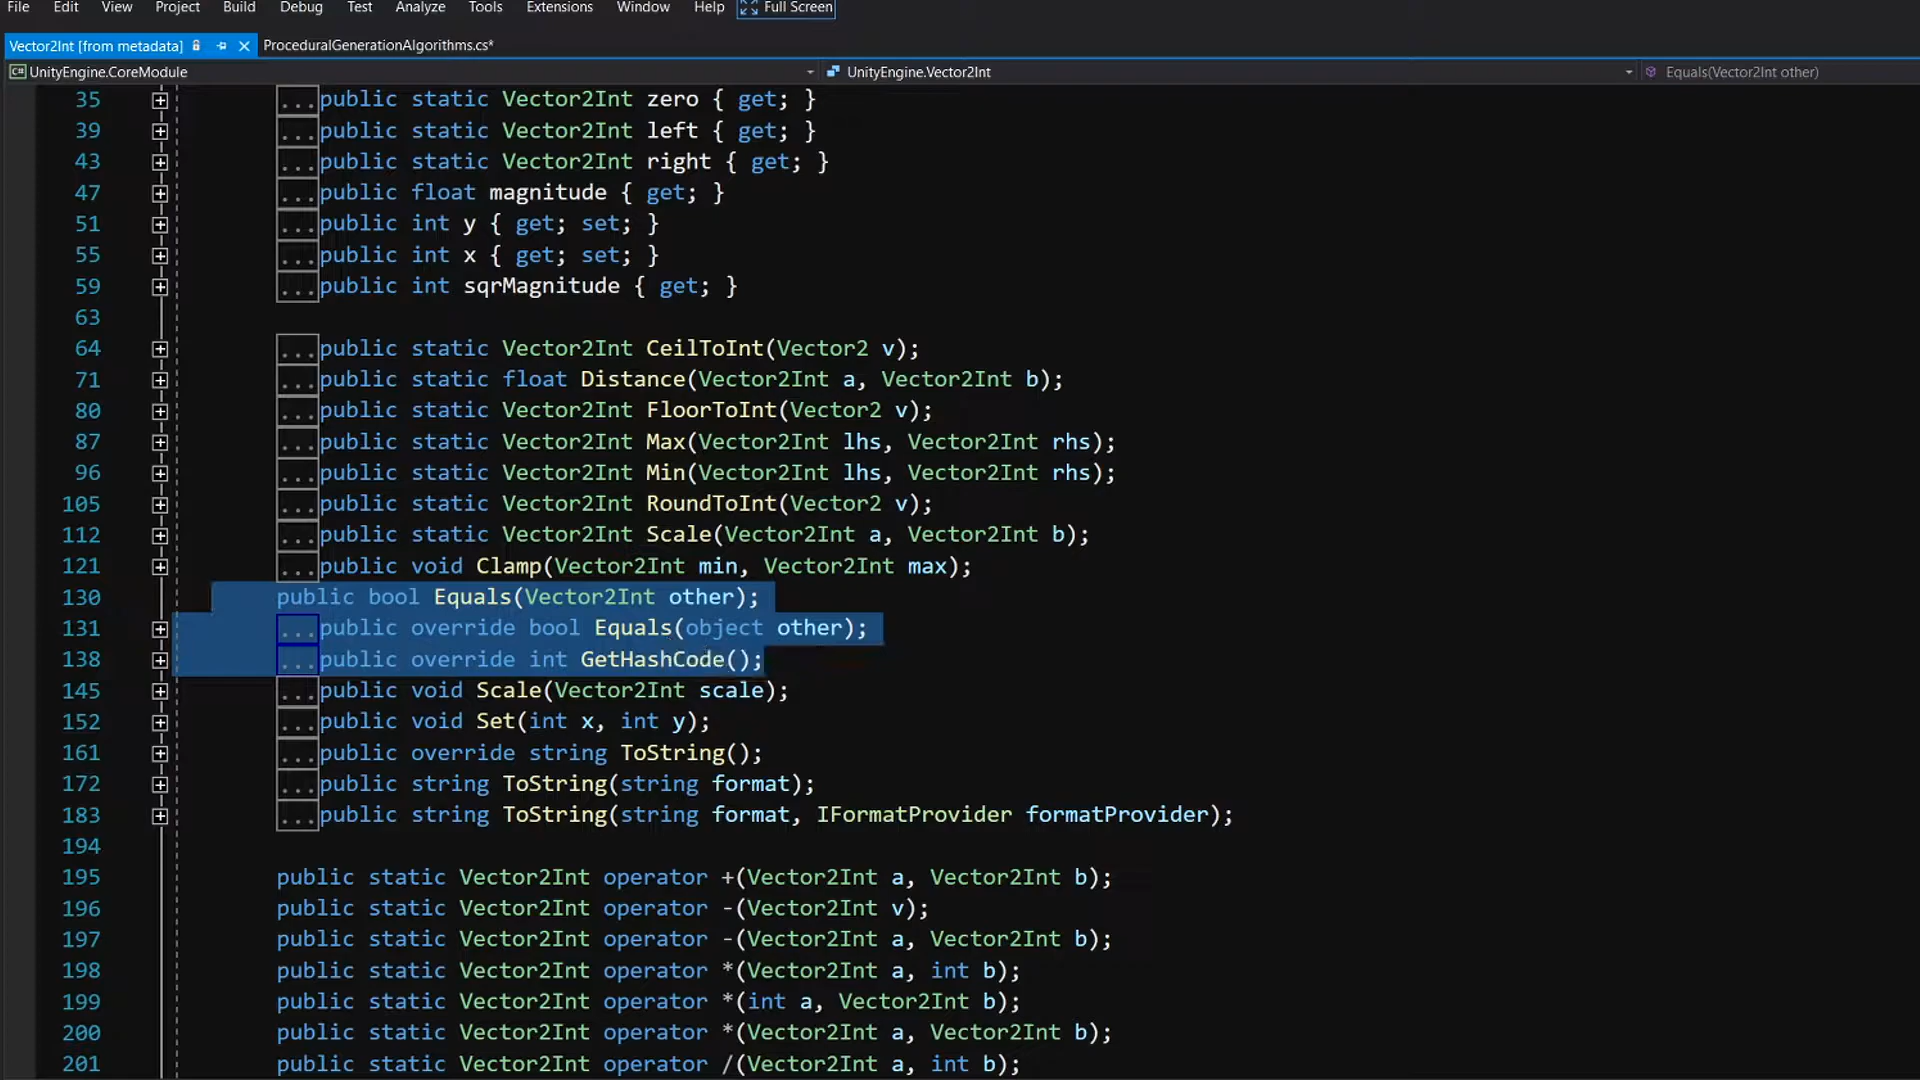 File Edit View Project Build Debug Test Analyze Tools Extensions Window Help Full Screen
Vector2Int [from metadata] ProceduralGenerationAlgorithms.cs*
C# UnityEngine.CoreModule UnityEngine.Vector2Int Equals(Vector2Int other)
35 ...public static Vector2Int zero { get; }
39 ...public static Vector2Int left { get; }
43 ...public static Vector2Int right { get; }
47 ...public float magnitude { get; }
51 ...public int y { get; set; }
55 ...public int x { get; set; }
59 ...public int sqrMagnitude { get; }
63
64 ...public static Vector2Int CeilToInt(Vector2 v);
71 ...public static float Distance(Vector2Int a, Vector2Int b);
80 ...public static Vector2Int FloorToInt(Vector2 v);
87 ...public static Vector2Int Max(Vector2Int lhs, Vector2Int rhs);
96 ...public static Vector2Int Min(Vector2Int lhs, Vector2Int rhs);
105 ...public static Vector2Int RoundToInt(Vector2 v);
112 ...public static Vector2Int Scale(Vector2Int a, Vector2Int b);
121 ...public void Clamp(Vector2Int min, Vector2Int max);
130 public bool Equals(Vector2Int other);
131 ...public override bool Equals(object other);
138 ...public override int GetHashCode();
145 ...public void Scale(Vector2Int scale);
152 ...public void Set(int x, int y);
161 ...public override string ToString();
172 ...public string ToString(string format);
183 ...public string ToString(string format, IFormatProvider formatProvider);
194
195 public static Vector2Int operator +(Vector2Int a, Vector2Int b);
196 public static Vector2Int operator -(Vector2Int v);
197 public static Vector2Int operator -(Vector2Int a, Vector2Int b);
198 public static Vector2Int operator *(Vector2Int a, int b);
199 public static Vector2Int operator *(int a, Vector2Int b);
200 public static Vector2Int operator *(Vector2Int a, Vector2Int b);
201 public static Vector2Int operator /(Vector2Int a, int b);